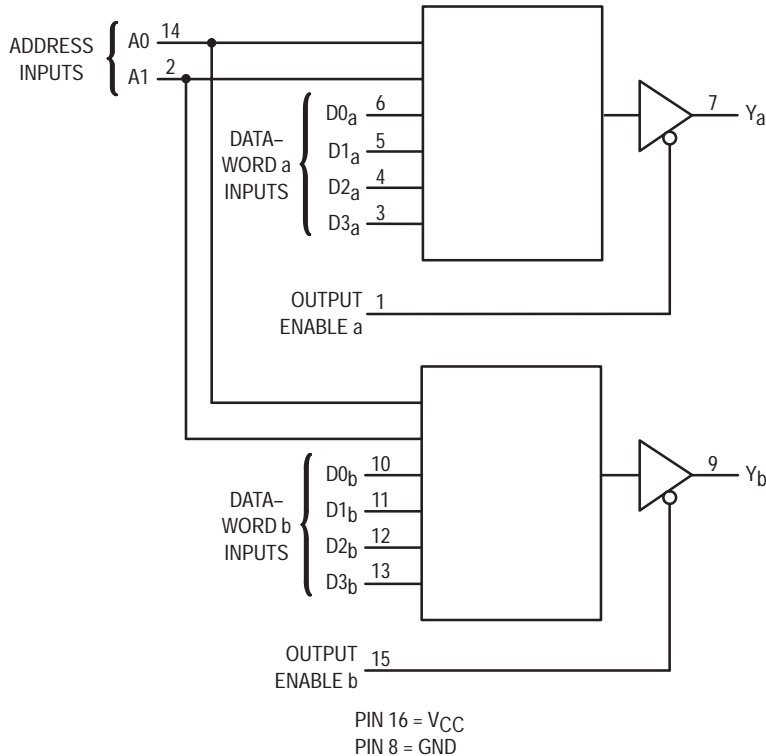 ADDRESS
INPUTS
A0 14
A1 2
DATA–
WORD a
INPUTS
D0a 6
D1a 5
D2a 4
D3a 3
7 Ya
OUTPUT
ENABLE a
1
DATA–
WORD b
INPUTS
D0b 10
D1b 11
D2b 12
D3b 13
9 Yb
OUTPUT
ENABLE b
15
PIN 16 = VCC
PIN 8 = GND